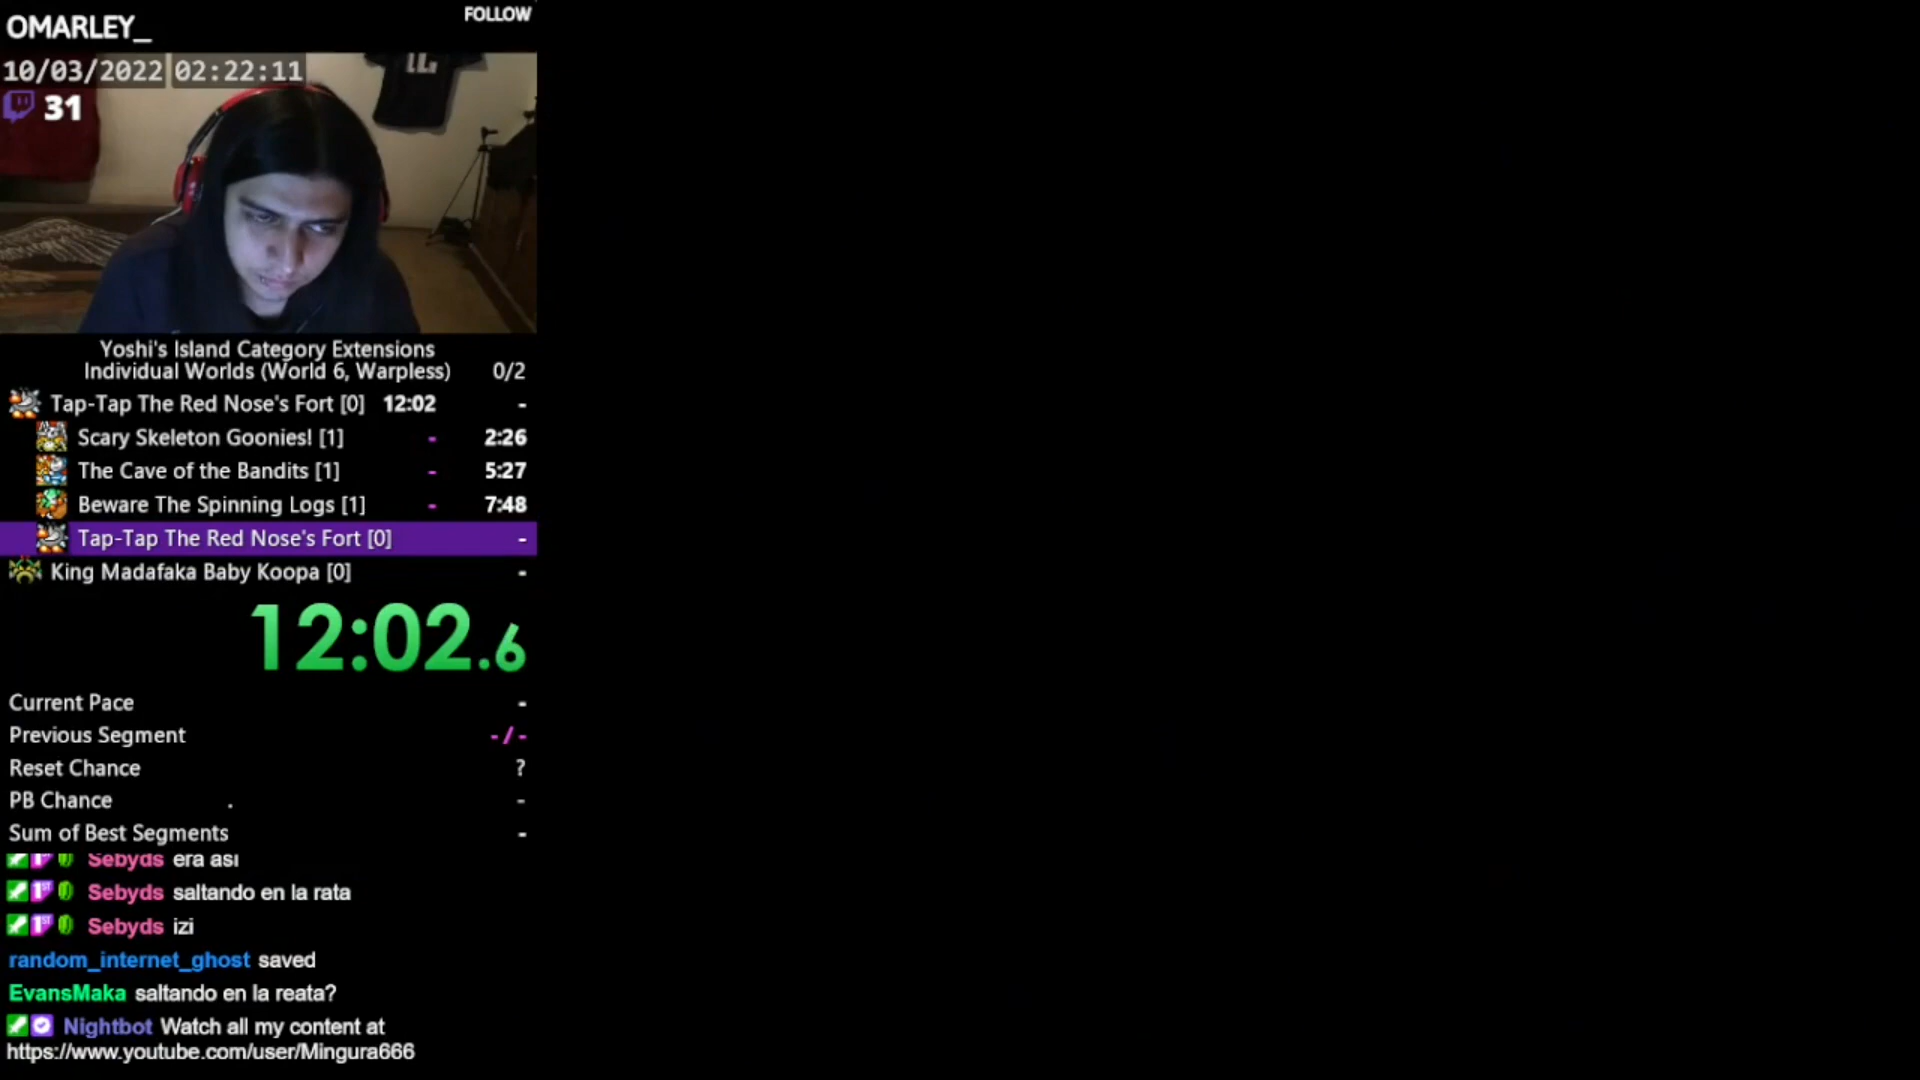 OMARLEY_
FOLLOW
10/03/2022 02:22:11
31
Yoshi's Island Category Extensions
Individual Worlds (World 6, Warpless) 0/2
Tap-Tap The Red Nose's Fort [0] 12:02 -
Scary Skeleton Goonies! [1] - 2:26
The Cave of the Bandits [1] - 5:27
Beware The Spinning Logs [1] - 7:48
Tap-Tap The Red Nose's Fort [0] -
King Madafaka Baby Koopa [0] -
12:02.6
Current Pace -
Previous Segment - / -
Reset Chance ?
PB Chance . -
Sum of Best Segments -
Sebyds era asi
Sebyds saltando en la rata
Sebyds izi
random_internet_ghost saved
EvansMaka saltando en la reata?
Nightbot Watch all my content at
https://www.youtube.com/user/Mingura666